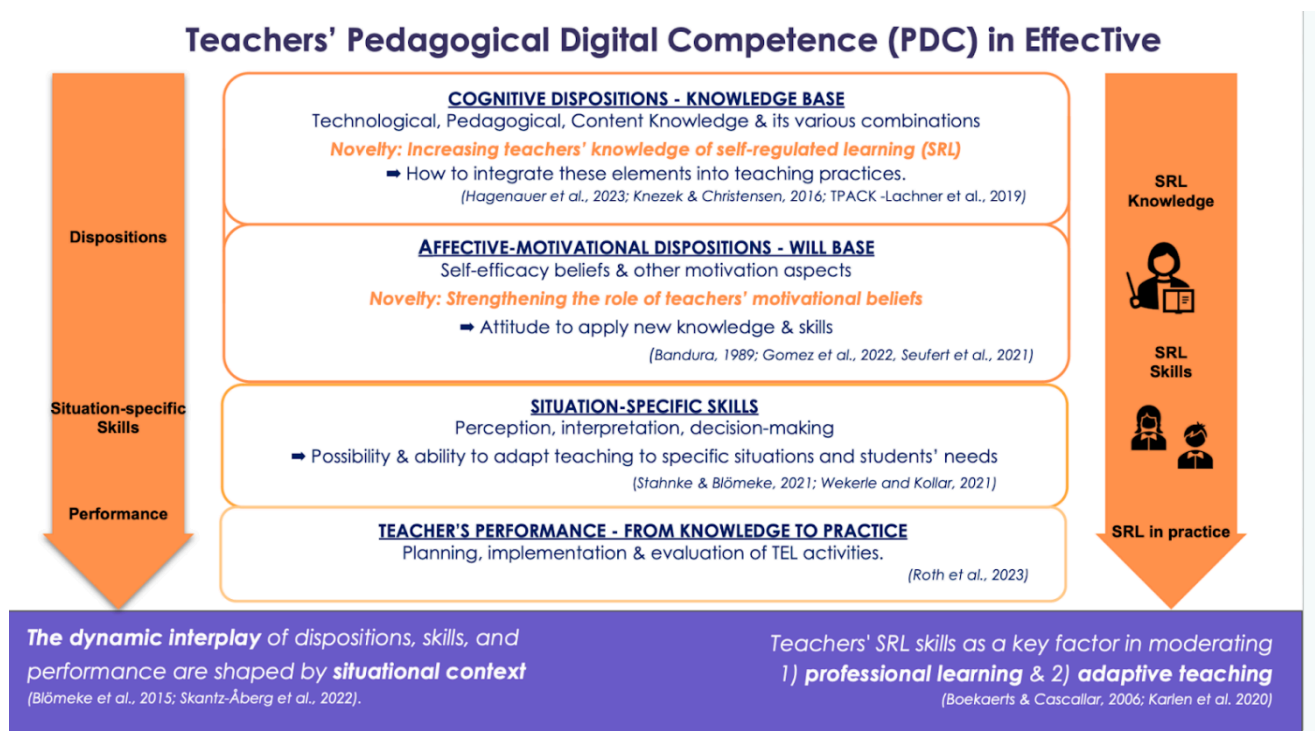 Teachers' Pedagogical Digital Competence (PDC) in EffecTive
Dispositions
Situation-specific
Skills
Performance
COGNITIVE DISPOSITIONS - KNOWLEDGE BASE
Technological, Pedagogical, Content Knowledge & its various combinations
Novelty: Increasing teachers' knowledge of self-regulated learning (SRL)
➡ How to integrate these elements into teaching practices.
(Hagenauer et al., 2023; Knezek & Christensen, 2016; TPACK -Lachner et al., 2019)
AFFECTIVE-MOTIVATIONAL DISPOSITIONS - WILL BASE
Self-efficacy beliefs & other motivation aspects
Novelty: Strengthening the role of teachers' motivational beliefs
➡ Attitude to apply new knowledge & skills
(Bandura, 1989; Gomez et al., 2022, Seufert et al., 2021)
SITUATION-SPECIFIC SKILLS
Perception, interpretation, decision-making
➡ Possibility & ability to adapt teaching to specific situations and students' needs
(Stahnke & Blömeke, 2021; Wekerle and Kollar, 2021)
TEACHER'S PERFORMANCE - FROM KNOWLEDGE TO PRACTICE
Planning, implementation & evaluation of TEL activities.
(Roth et al., 2023)
SRL
Knowledge
SRL
Skills
SRL in practice
The dynamic interplay of dispositions, skills, and
performance are shaped by situational context
(Blömeke et al., 2015; Skantz-Åberg et al., 2022).
Teachers' SRL skills as a key factor in moderating
1) professional learning & 2) adaptive teaching
(Boekaerts & Cascallar, 2006; Karlen et al. 2020)